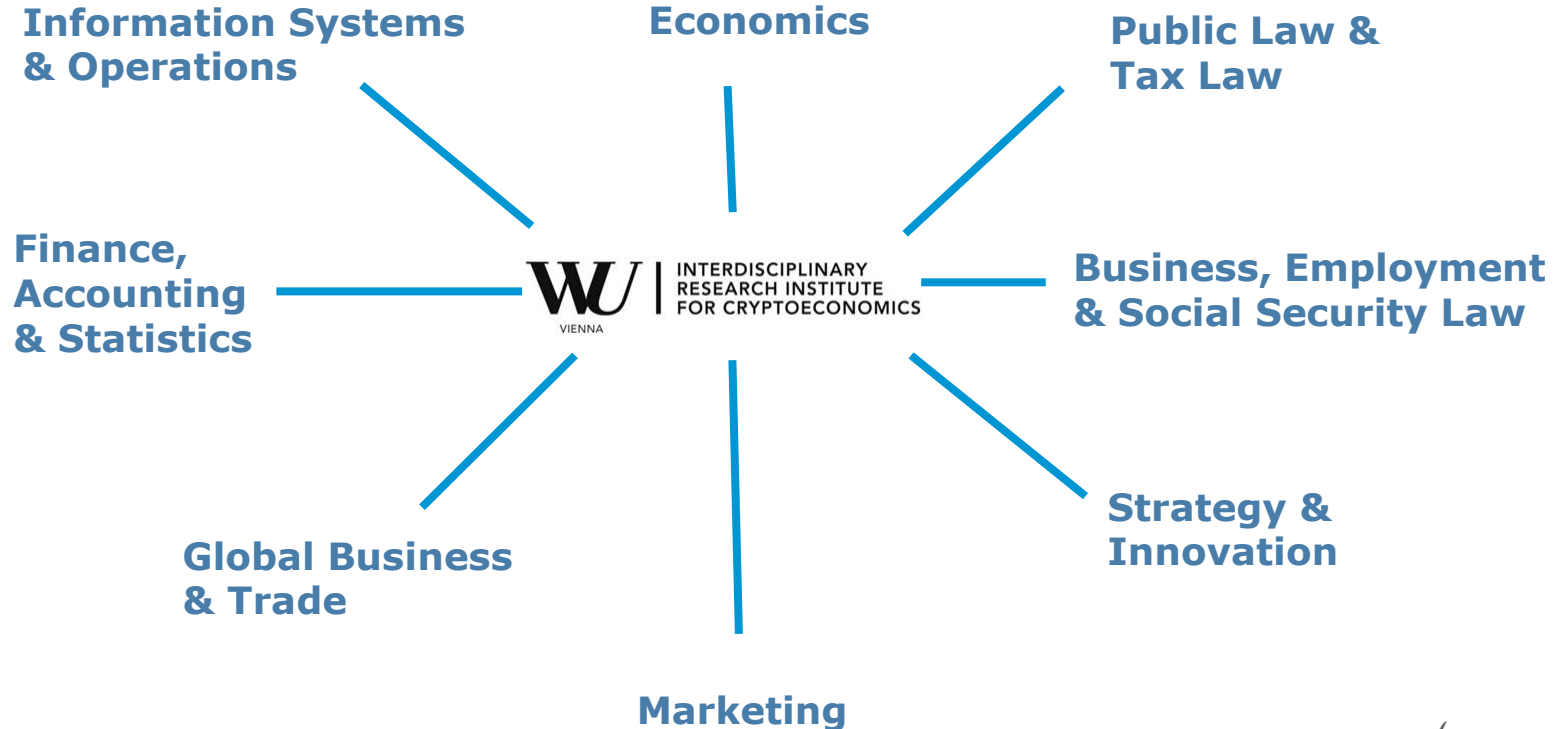 Information Systems
& Operations
Economics
Public Law &
Tax Law
Finance,
Accounting
& Statistics
WU
VIENNA
INTERDISCIPLINARY
RESEARCH INSTITUTE
FOR CRYPTOECONOMICS
Business, Employment
& Social Security Law
Global Business
& Trade
Strategy &
Innovation
Marketing